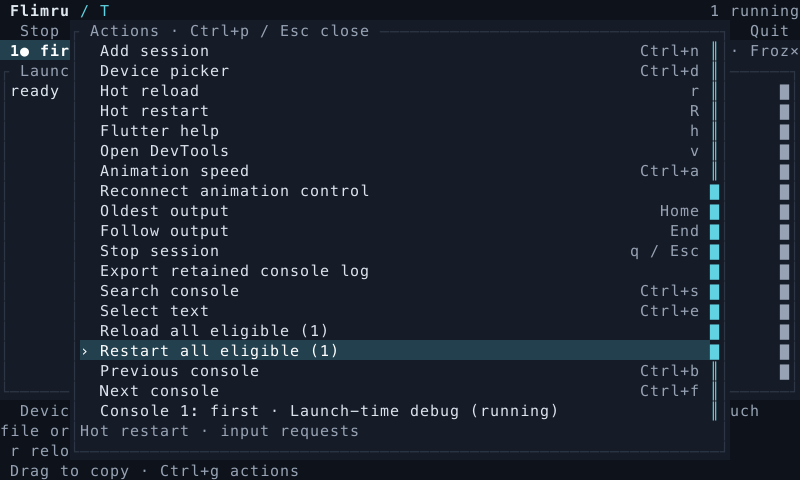 Flimru / T 1 running
Stop Actions · Ctrl+p / Esc close Quit
1● fir Add session Ctrl+n · Froz×
Launc Device picker Ctrl+d
ready Hot reload r
Hot restart R
Flutter help h
Open DevTools v
Animation speed Ctrl+a
Reconnect animation control
Oldest output Home
Follow output End
Stop session q / Esc
Export retained console log
Search console Ctrl+s
Select text Ctrl+e
Reload all eligible (1)
› Restart all eligible (1)
Previous console Ctrl+b
Next console Ctrl+f
Devic Console 1: first · Launch-time debug (running) uch
file or Hot restart · input requests
r relo
Drag to copy · Ctrl+g actions